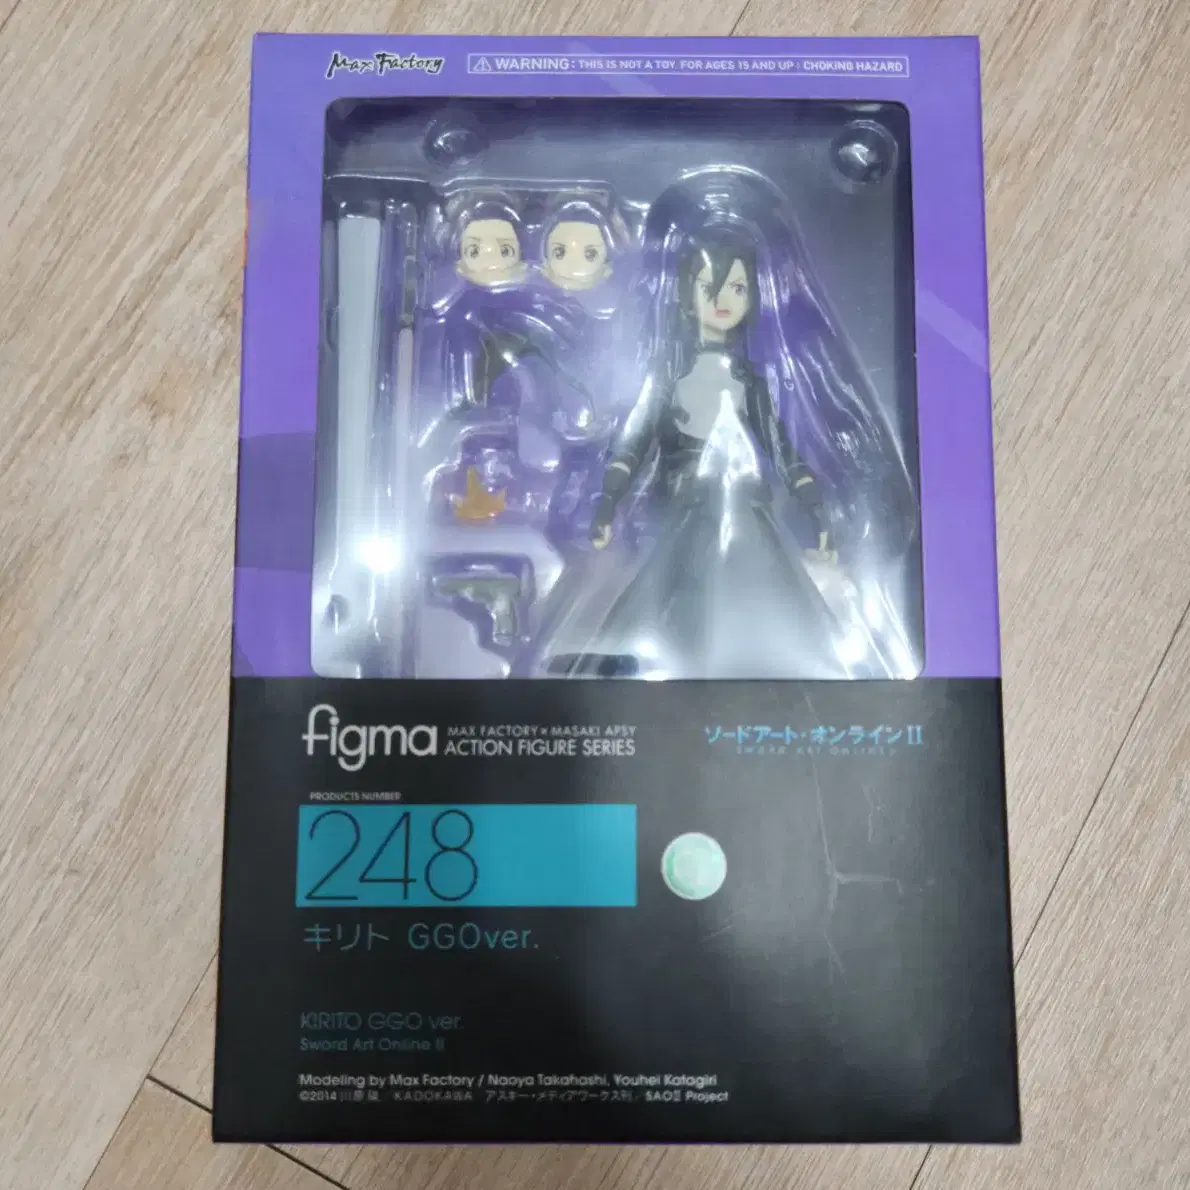 Max Factory
WARNING: THIS IS NOT A TOY. FOR AGES 15 AND UP: CHOKING HAZARD
figma
MAX FACTORY × MASAKI APSY
ACTION FIGURE SERIES
ソードアート・オンラインII
SWORD ART ONLINE II
PRODUCTS NUMBER
248
キリト GGOver.
KIRITO GGO ver.
Sword Art Online II
Modeling by Max Factory / Naoya Takahashi, Youhei Katagiri
©2014 川原 礫／KADOKAWA アスキー・メディアワークス刊／SAOⅡ Project